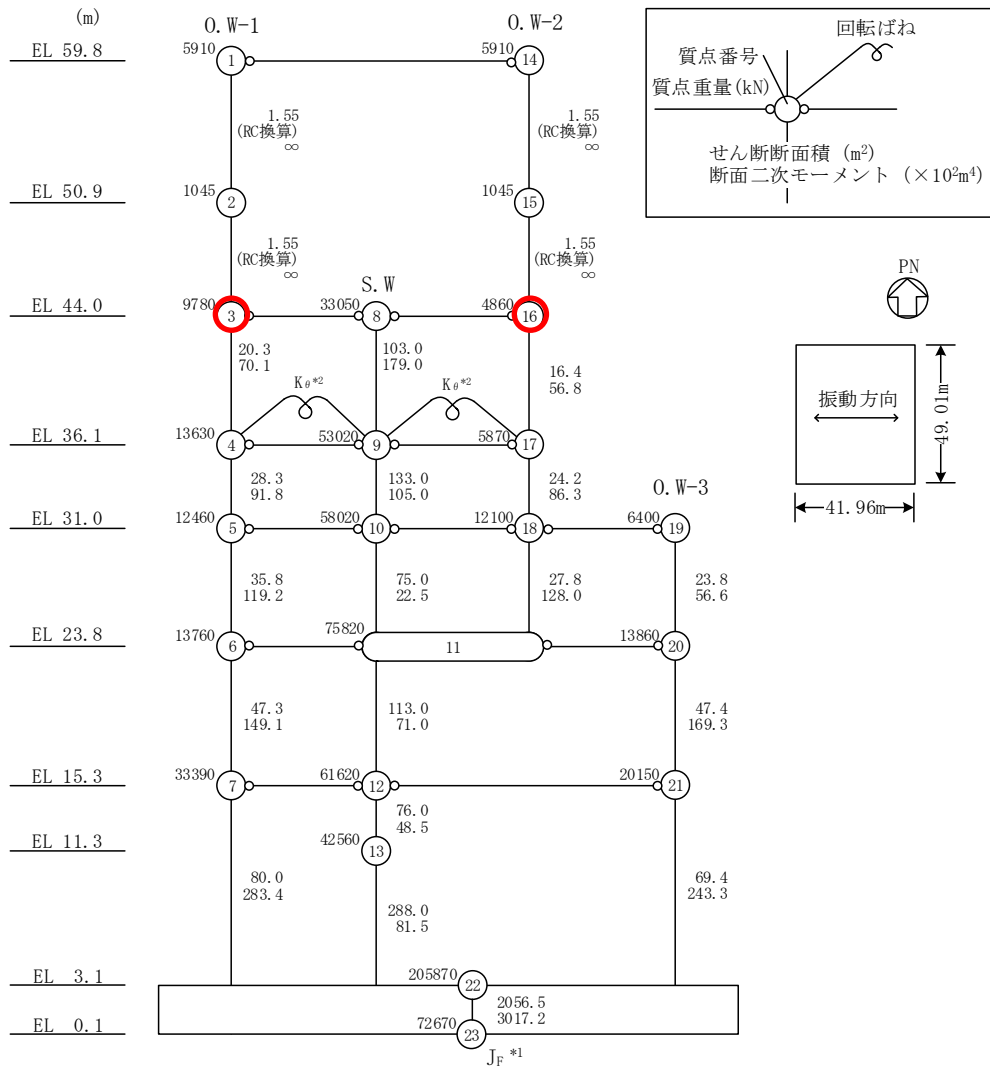 (m)
O.W-1
O.W-2
EL 59.8
5910
1
5910
14
1.55
(RC換算)
∞
1.55
(RC換算)
∞
EL 50.9
1045
2
1045
15
1.55
(RC換算)
∞
1.55
(RC換算)
∞
S.W
EL 44.0
9780
3
33050
8
4860
16
20.3
70.1
103.0
179.0
16.4
56.8
Kθ*2
Kθ*2
EL 36.1
13630
4
53020
9
5870
17
28.3
91.8
133.0
105.0
24.2
86.3
O.W-3
EL 31.0
12460
5
58020
10
12100
18
6400
19
35.8
119.2
75.0
22.5
27.8
128.0
23.8
56.6
EL 23.8
13760
6
75820
11
13860
20
47.3
149.1
113.0
71.0
47.4
169.3
EL 15.3
33390
7
61620
12
20150
21
76.0
48.5
EL 11.3
42560
13
80.0
283.4
288.0
81.5
69.4
243.3
EL 3.1
205870
22
2056.5
3017.2
EL 0.1
72670
23
JF *1
回転ばね
質点番号
質点重量(kN)
せん断断面積 (m²)
断面二次モーメント (×10²m⁴)
PN
振動方向
49.01m
41.96m